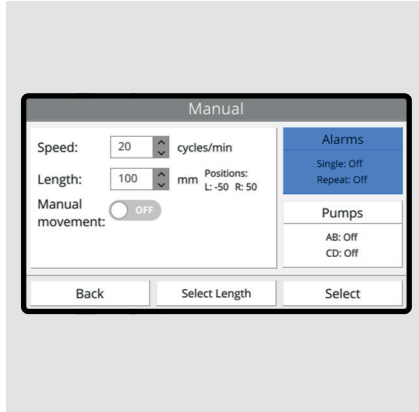 Manual
Speed: 20 cycles/min
Length: 100 mm Positions:
L: -50 R: 50
Manual
movement: OFF
Alarms
Single: Off
Repeat: Off
Pumps
AB: Off
CD: Off
Back Select Length Select